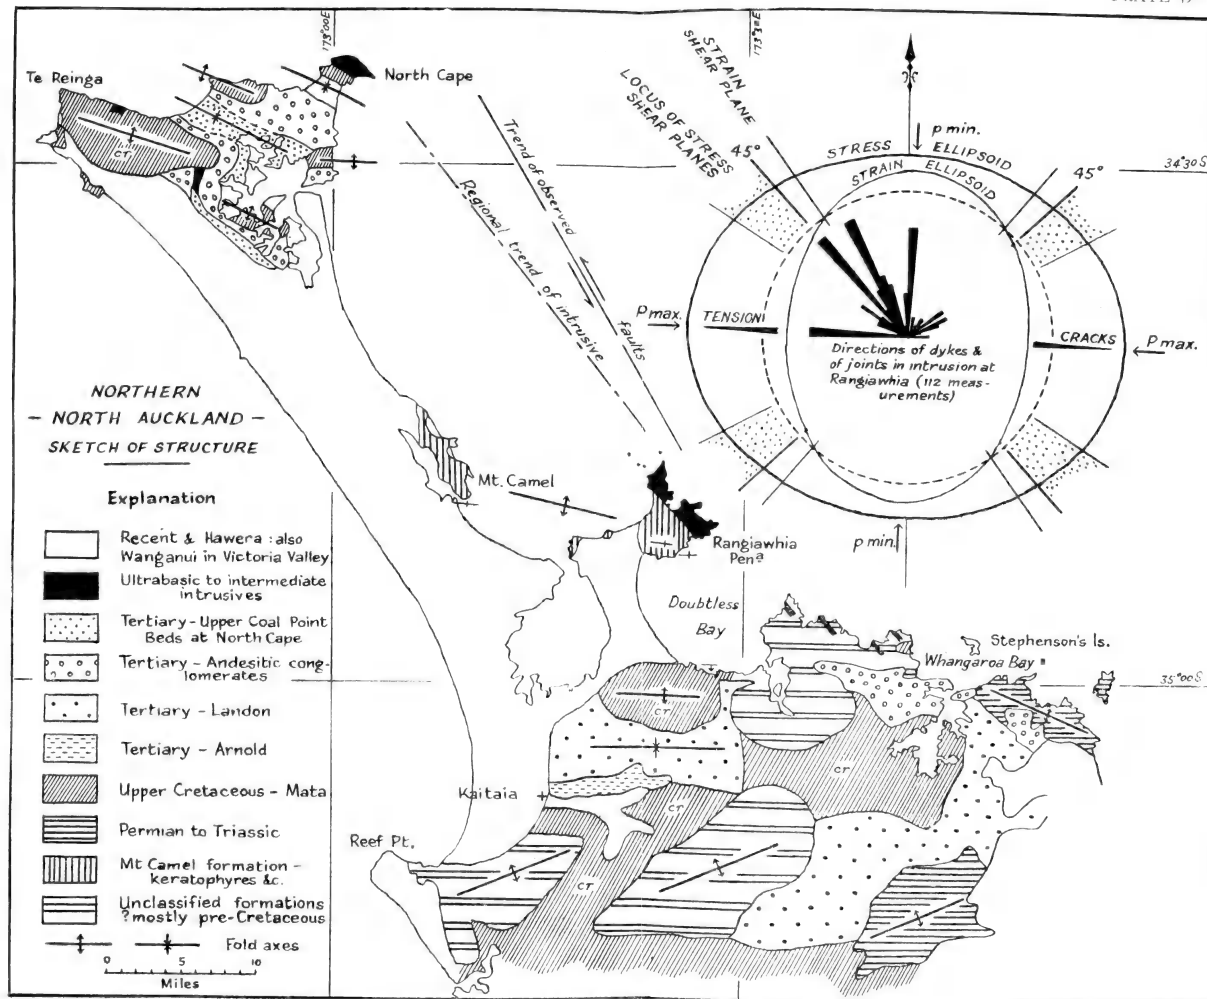 173°00E
173°30E
Te Reinga
North Cape
CT
STRAIN
SHEAR PLANE
LOCUS OF STRESS
SHEAR PLANES
45°
p min.
STRESS ELLIPSOID
STRAIN ELLIPSOID
45°
34°30S
Trend of observed
faults
Regional trend of intrusive
p max.
TENSION
CRACKS
p max.
Directions of dykes &
of joints in intrusion at
Rangiawhia (112 meas-
urements)
p min.
NORTHERN
- NORTH AUCKLAND -
SKETCH OF STRUCTURE
Mt. Camel
Rangiawhia
Penª
Doubtless
Bay
Stephenson's Is.
Whangaroa Bay
35°00S
CT
CT
Kaitaia
CT
Reef Pt.
CT
Explanation
Recent & Hawera : also
Wanganui in Victoria Valley
Ultrabasic to intermediate
intrusives
Tertiary - Upper Coal Point
Beds at North Cape
Tertiary - Andesitic cong-
lomerates
Tertiary - Landon
Tertiary - Arnold
Upper Cretaceous - Mata
Permian to Triassic
Mt Camel formation -
keratophyres &c.
Unclassified formations
? mostly pre-Cretaceous
Fold axes
0 5 10
Miles